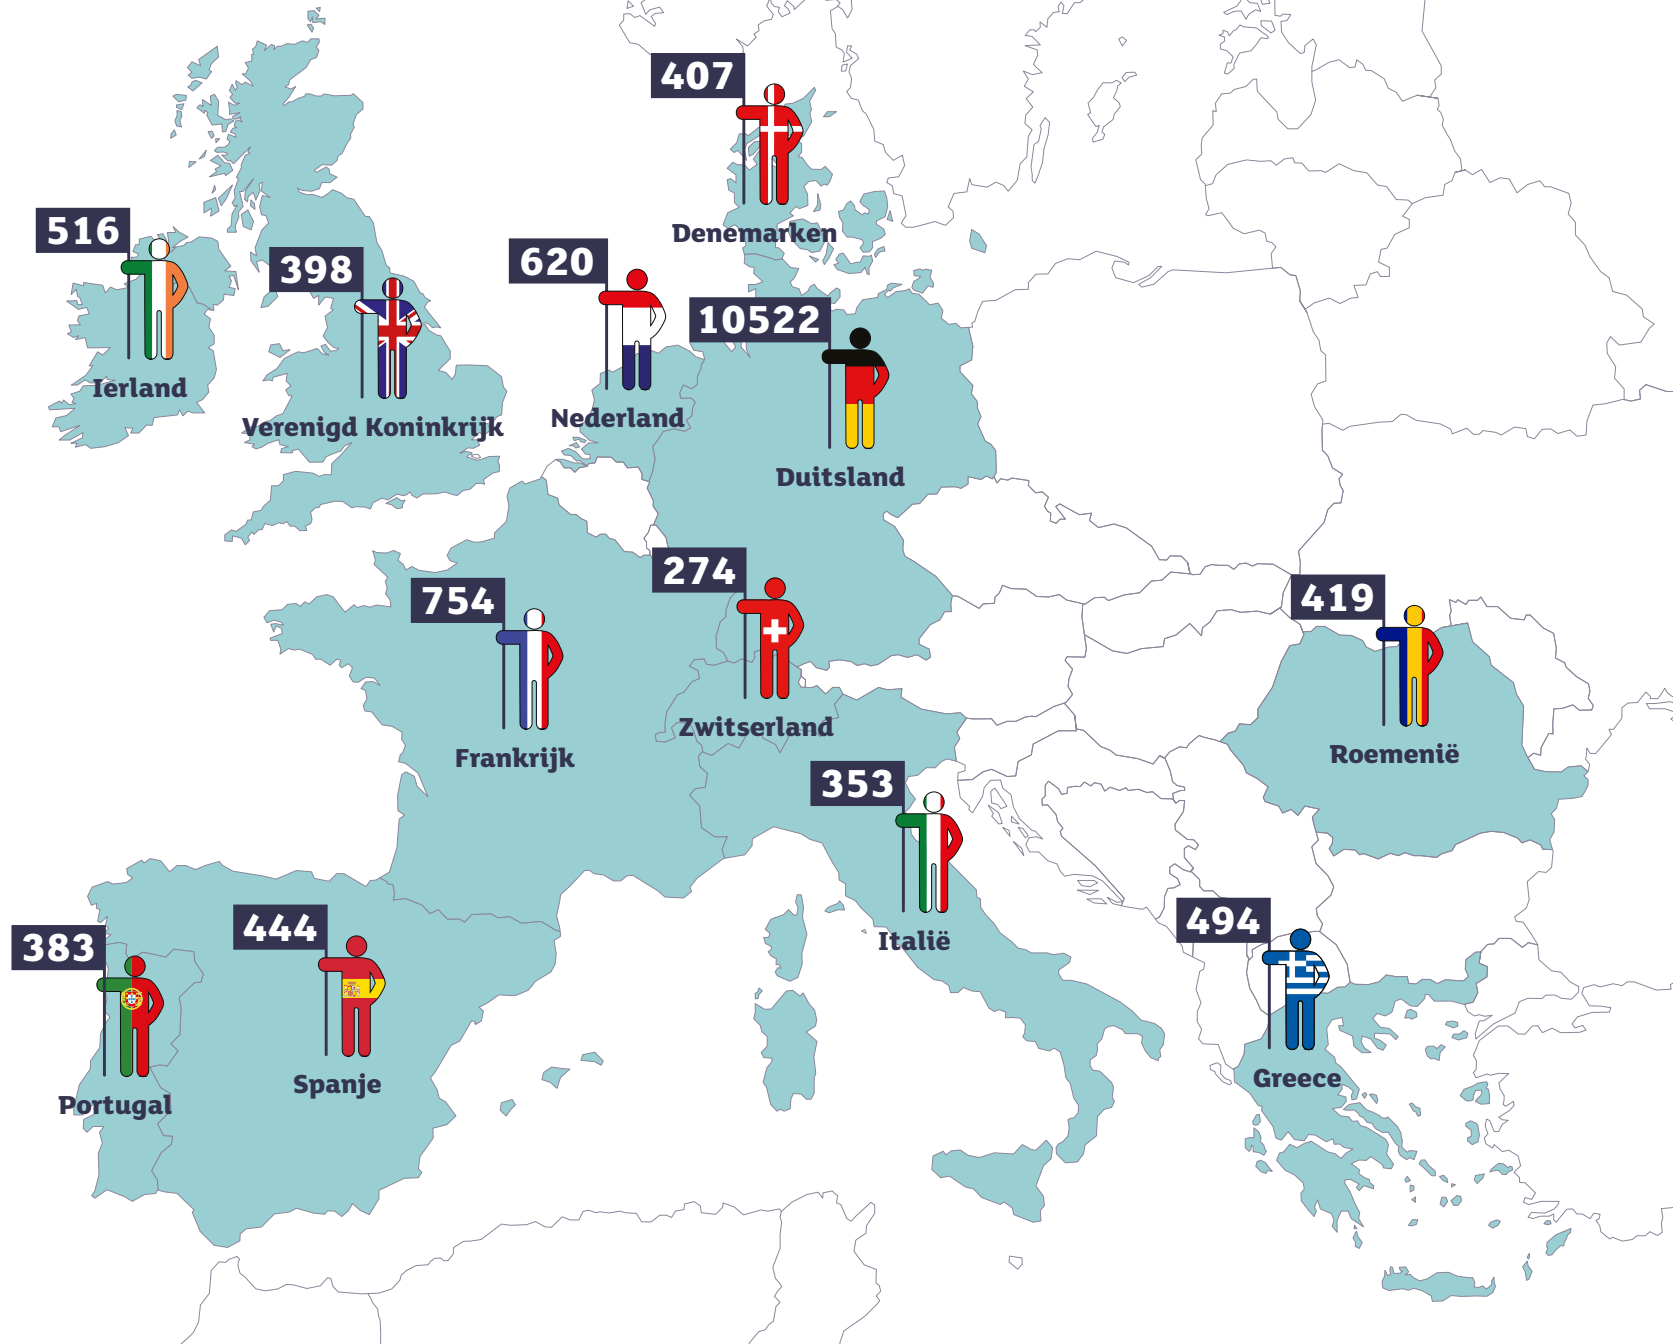 407
Denemarken
516
Ierland
398
Verenigd Koninkrijk
620
Nederland
10522
Duitsland
754
Frankrijk
274
Zwitserland
419
Roemenië
353
Italië
383
Portugal
444
Spanje
494
Greece